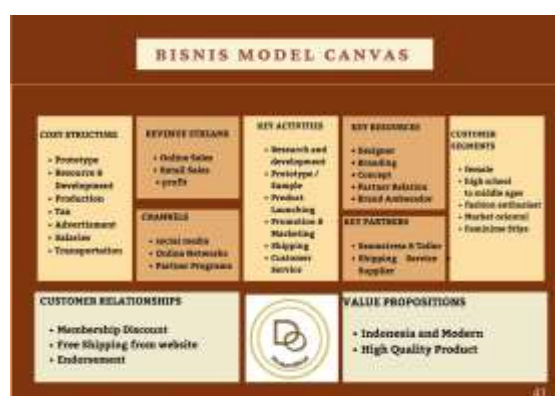 BISNIS MODEL CANVAS
COST STRUCTURE
• Prototype
• Resource &
Development
• Production
• Tax
• Advertisment
• Salaries
• Transportation
REVENUE STREAMS
• Online Sales
• Retail Sales
• profit
CHANNELS
• social media
• Online Networks
• Partner Programs
KEY ACTIVITIES
• Research and
development
• Prototype /
Sample
• Product
Launching
• Promotion &
Marketing
• Shipping
• Customer
Service
KEY RESOURCES
• Designer
• Branding
• Concept
• Partner Relation
• Brand Ambassador
KEY PARTNERS
• Seamstress & Tailor
• Shipping Service
Supplier
CUSTOMER
SEGMENTS
• female
• high school
to middle ages
• fashion enthusiast
• Market oriental
• Feminime Stlye
CUSTOMER RELATIONSHIPS
• Membership Discount
• Free Shipping from website
• Endorsement
VALUE PROPOSITIONS
• Indonesia and Modern
• High Quality Product
41